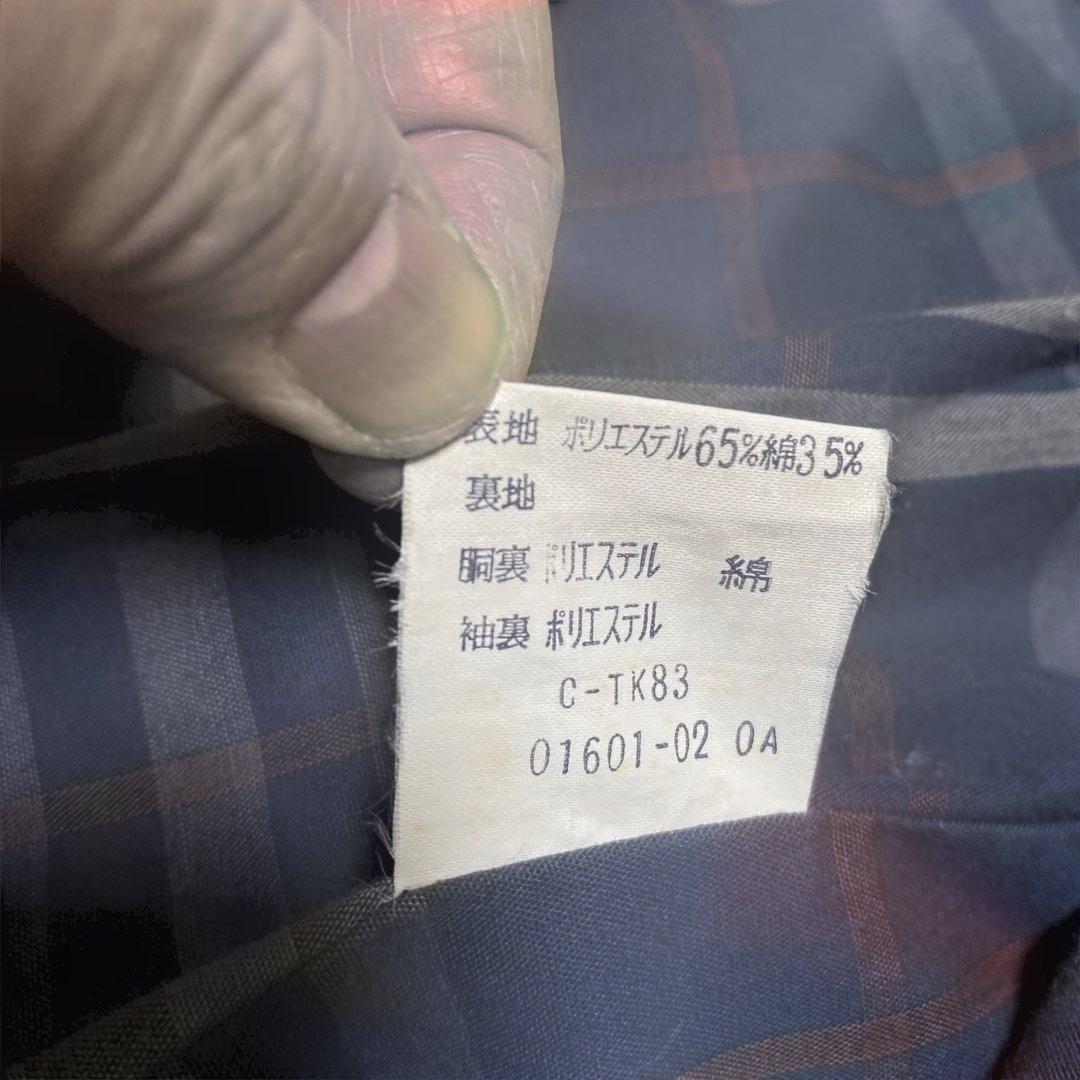 表地 ポリエステル65%綿35%
裏地
胴裏 ポリエステル 綿
袖裏 ポリエステル
C-TK83
01601-02 0A